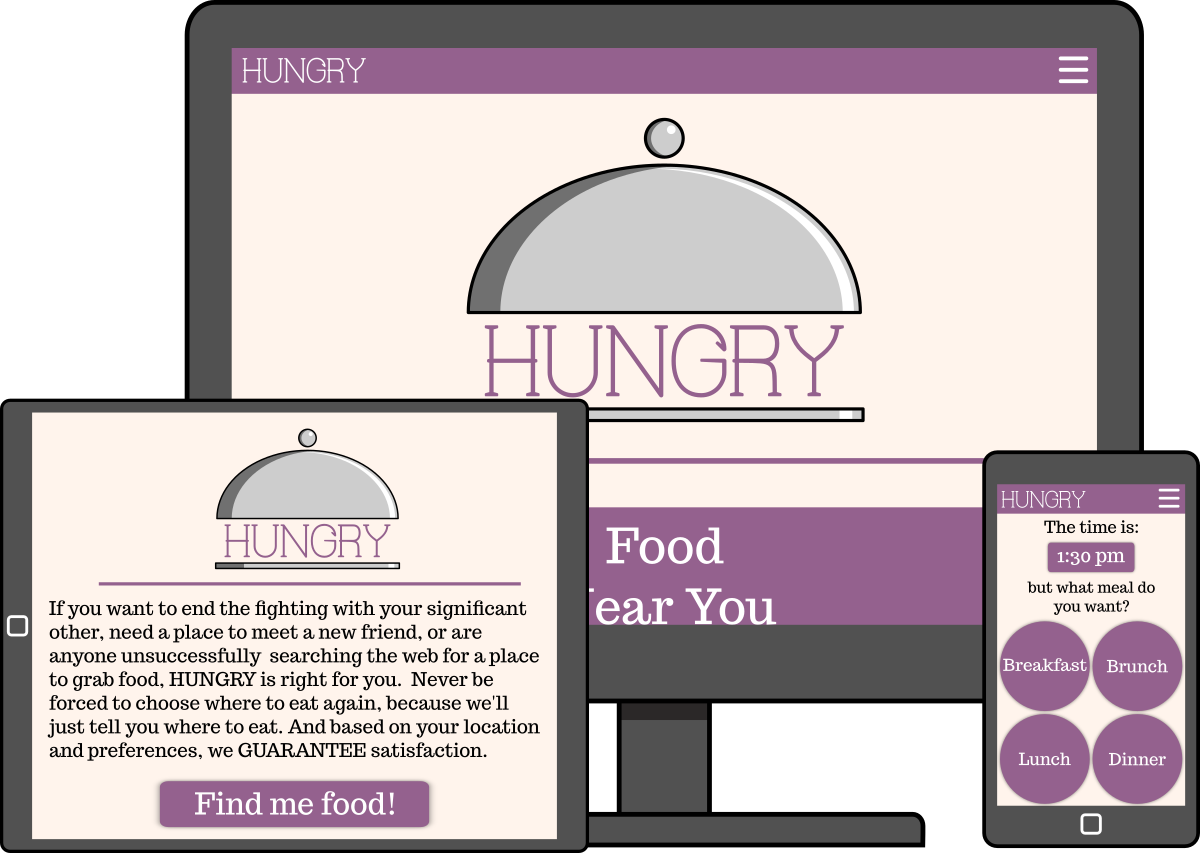 HUNGRY
HUNGRY
Food
ear You
HUNGRY
If you want to end the fighting with your significant
other, need a place to meet a new friend, or are
anyone unsuccessfully  searching the web for a place
to grab food, HUNGRY is right for you.  Never be
forced to choose where to eat again, because we'll
just tell you where to eat. And based on your location
and preferences, we GUARANTEE satisfaction.
Find me food!
HUNGRY
The time is:
1:30 pm
but what meal do
you want?
Breakfast Brunch
Lunch Dinner